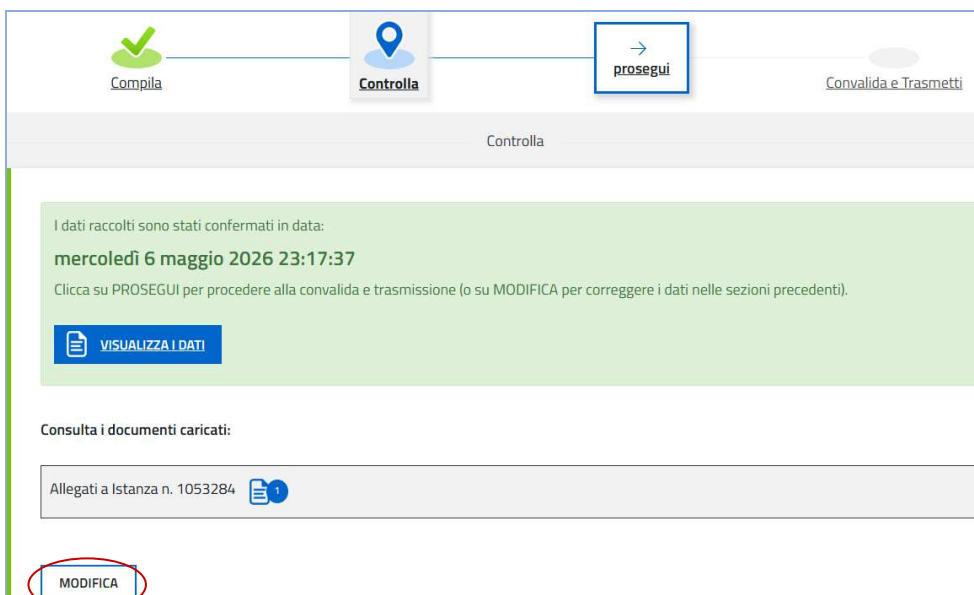 Compila
Controlla
prosegui
Convalida e Trasmetti
Controlla
I dati raccolti sono stati confermati in data:
mercoledì 6 maggio 2026 23:17:37
Clicca su PROSEGUI per procedere alla convalida e trasmissione (o su MODIFICA per correggere i dati nelle sezioni precedenti).
VISUALIZZA I DATI
Consulta i documenti caricati:
Allegati a Istanza n. 1053284 1
MODIFICA